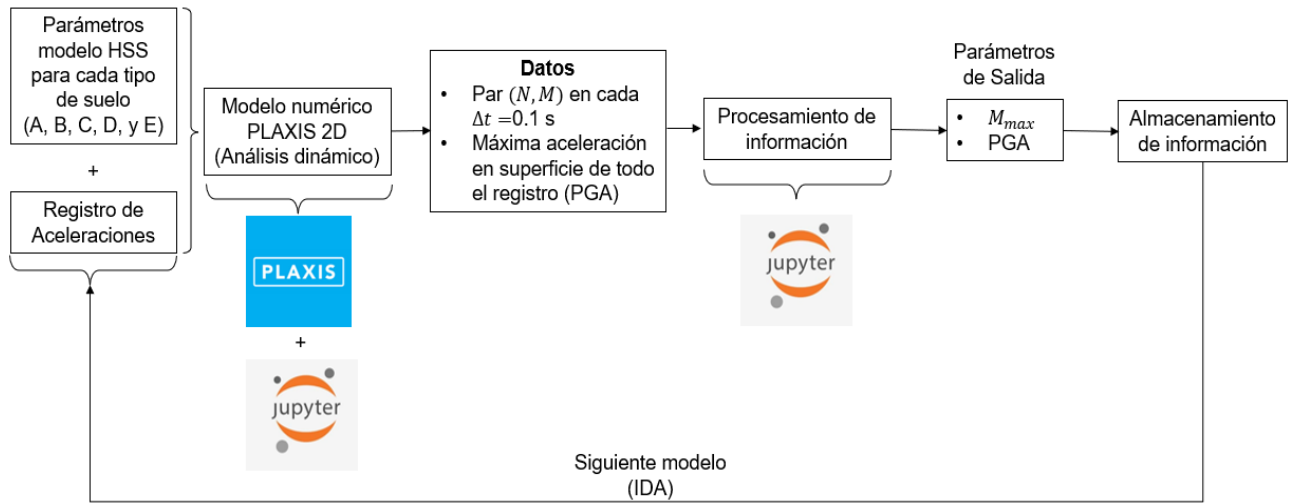 Parámetros
modelo HSS
para cada tipo
de suelo
(A, B, C, D, y E)
+
Registro de
Aceleraciones
Modelo numérico
PLAXIS 2D
(Análisis dinámico)
PLAXIS
+
jupyter
Datos
• Par (N, M) en cada
Δt =0.1 s
• Máxima aceleración
en superficie de todo
el registro (PGA)
Procesamiento de
información
jupyter
Parámetros
de Salida
• Mmax
• PGA
Almacenamiento
de información
Siguiente modelo
(IDA)